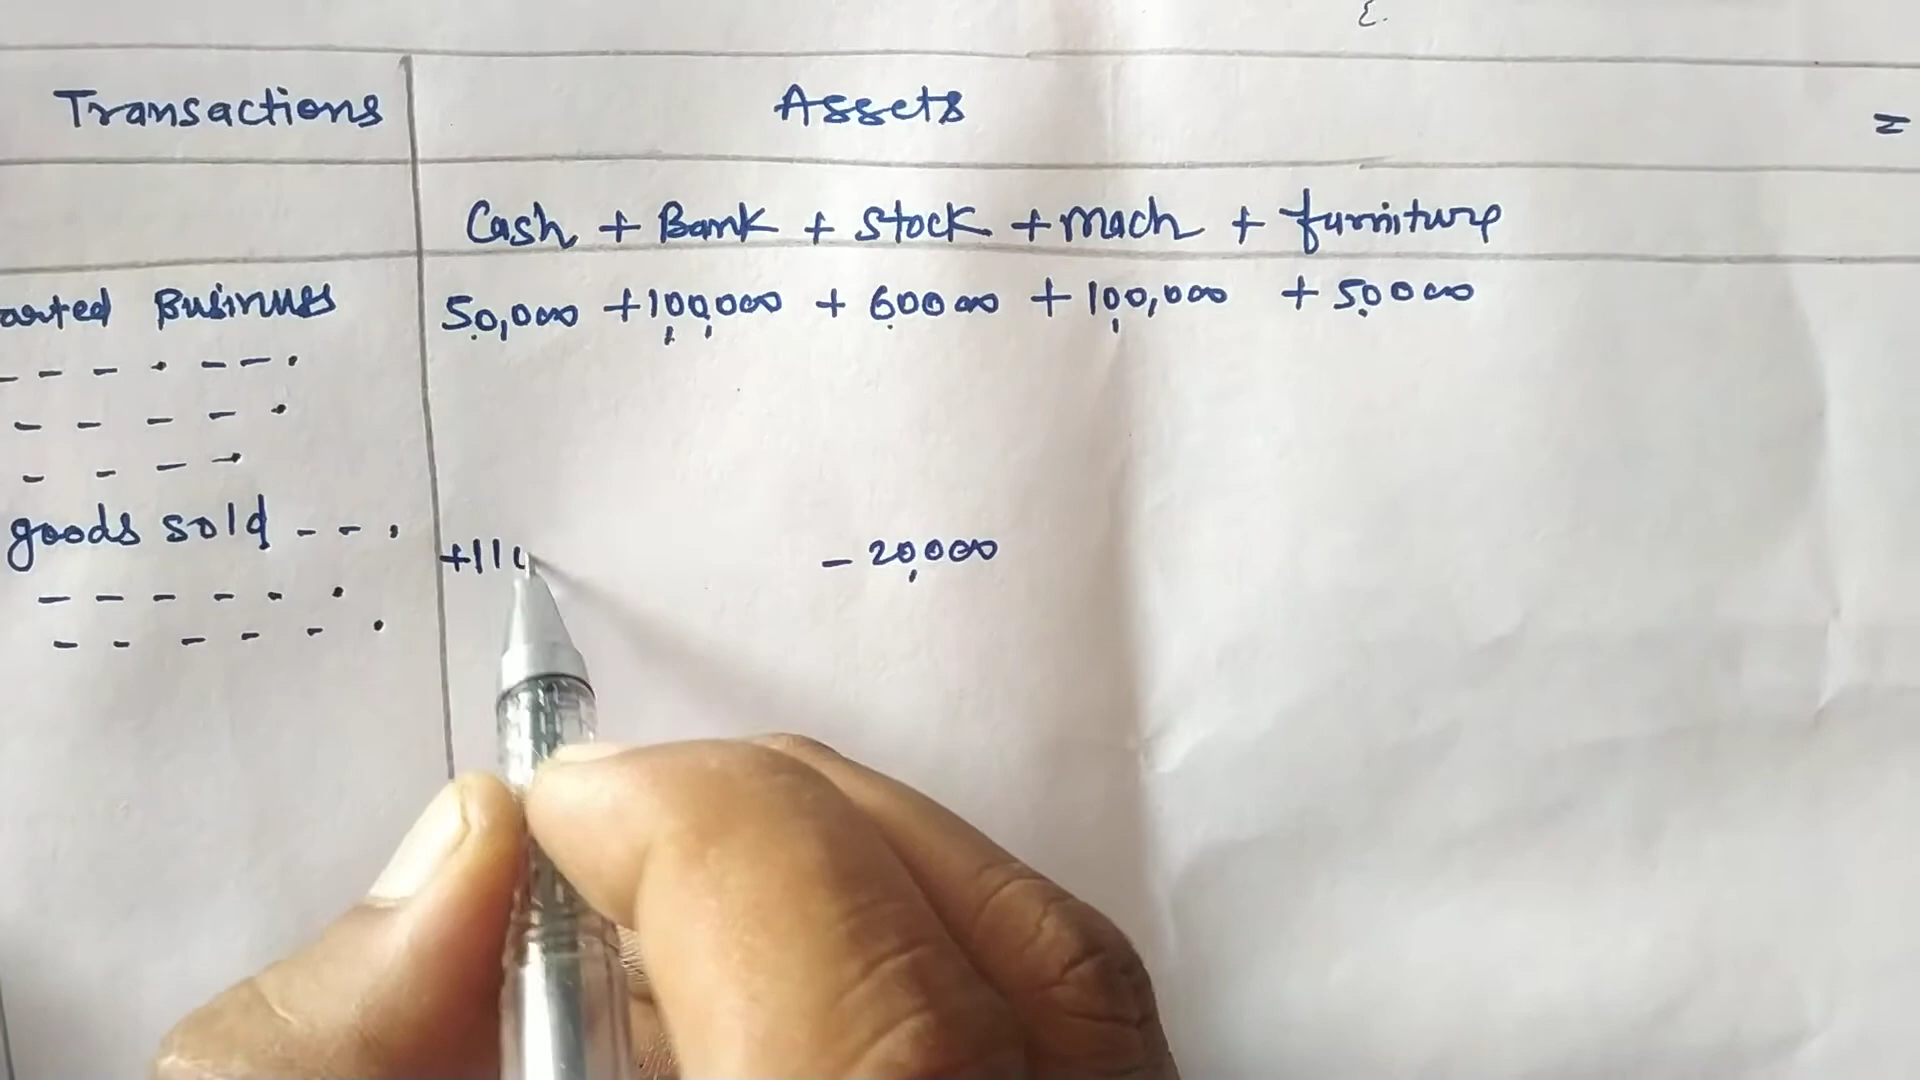 Transactions Assets =
Cash + Bank + Stock + Mach + furniture
arted Business 50,000 + 100,000 + 60000 + 100,000 + 50000
goods sold - - . +110 - 20,000